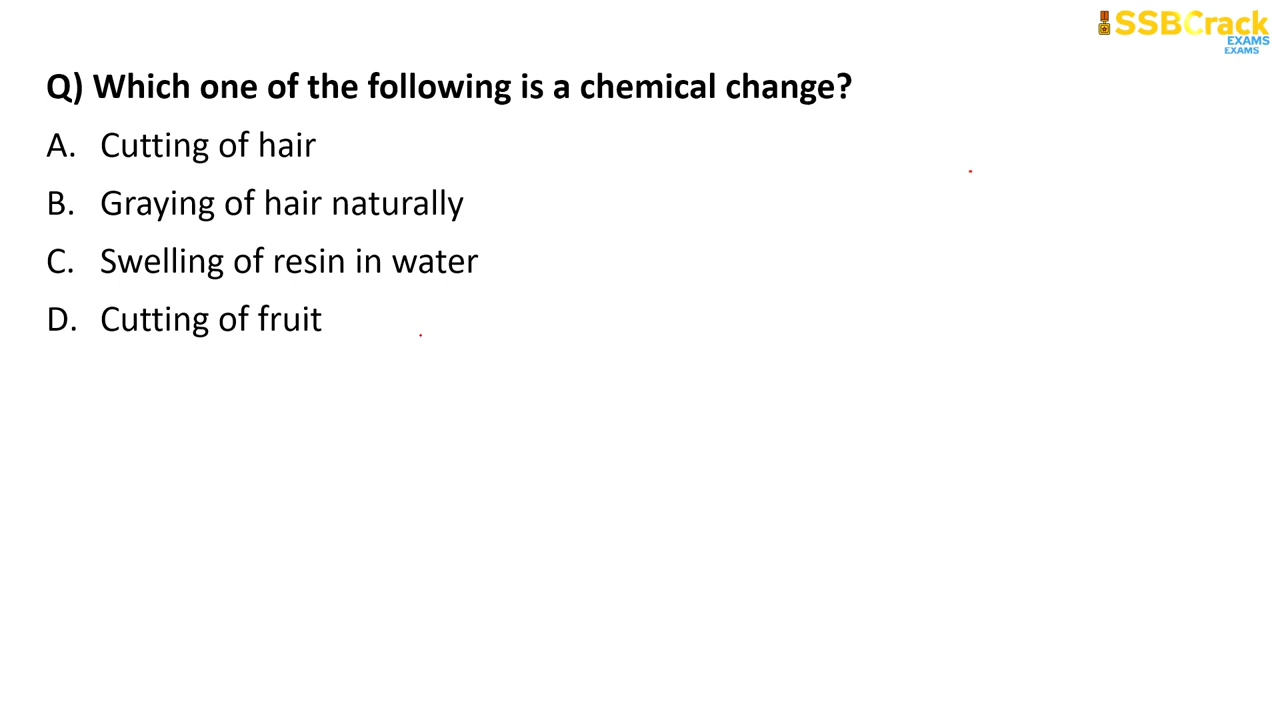 SSBCrack
EXAMS
EXAMS
Q) Which one of the following is a chemical change?
A. Cutting of hair
B. Graying of hair naturally
C. Swelling of resin in water
D. Cutting of fruit